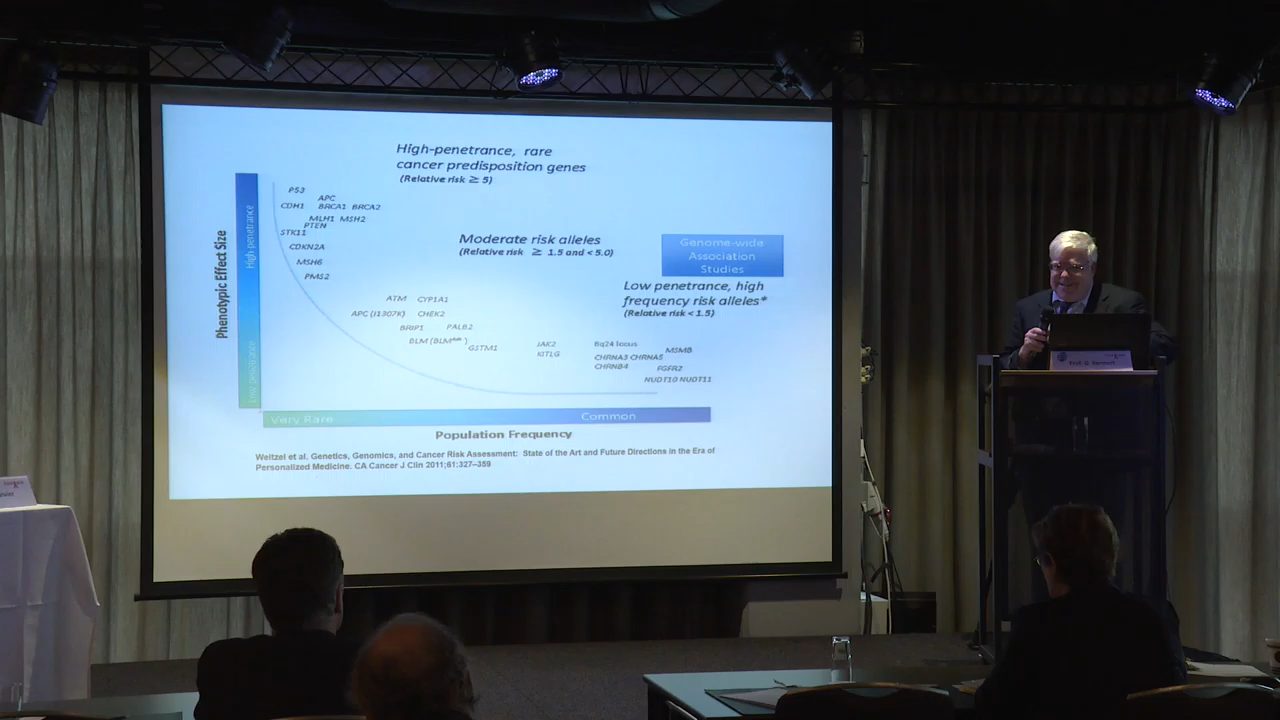 High-penetrance, rare
cancer predisposition genes
(Relative risk ≥ 5)
P53
APC
CDH1 BRCA1 BRCA2
MLH1 MSH2
PTEN
STK11
CDKN2A
MSH6
PMS2
Moderate risk alleles
(Relative risk ≥ 1.5 and < 5.0)
Genome-wide
Association
Studies
Low penetrance, high
frequency risk alleles*
(Relative risk < 1.5)
ATM CYP1A1
APC (I1307K) CHEK2
BRIP1 PALB2
BLM (BLM
GSTM1
JAK2
KITLG
8q24 locus
MSMB
CHRNA3 CHRNA5
CHRNB4 FGFR2
NUDT10 NUDT11
Phenotypic Effect Size
High penetrance
Low penetrance
Very Rare Common
Population Frequency
Weitzel et al. Genetics, Genomics, and Cancer Risk Assessment: State of the Art and Future Directions in the Era of
Personalized Medicine. CA Cancer J Clin 2011;61:327–359
Prof. G.